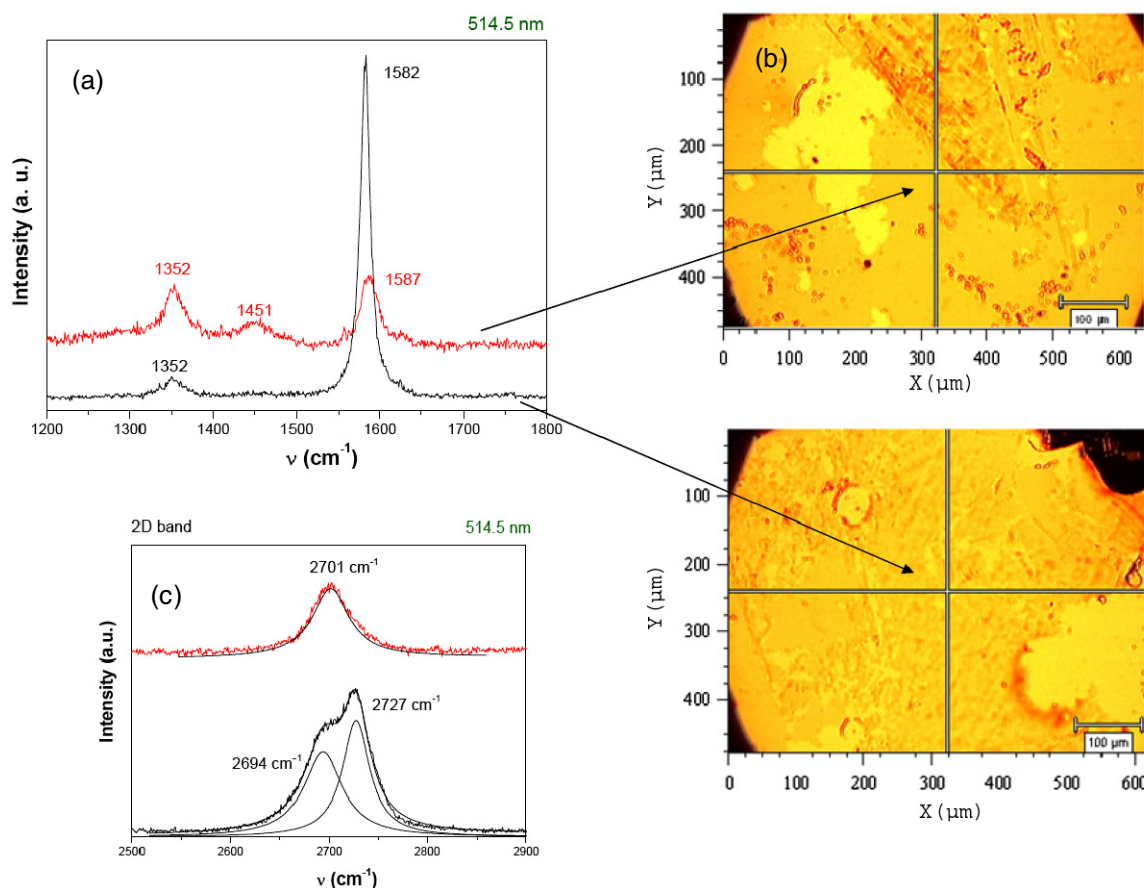 514.5 nm
(a)
1582
1352
1451
1587
1352
Intensity (a. u.)
1200 1300 1400 1500 1600 1700 1800
ν (cm⁻¹)
(b)
100
200
300
400
Y (µm)
100 µm
0 100 200 300 400 500 600
X (µm)
2D band
514.5 nm
(c)
2701 cm⁻¹
2727 cm⁻¹
2694 cm⁻¹
Intensity (a.u.)
2500 2600 2700 2800 2900
ν (cm⁻¹)
100
200
300
400
Y (µm)
100 µm
0 100 200 300 400 500 600
X (µm)